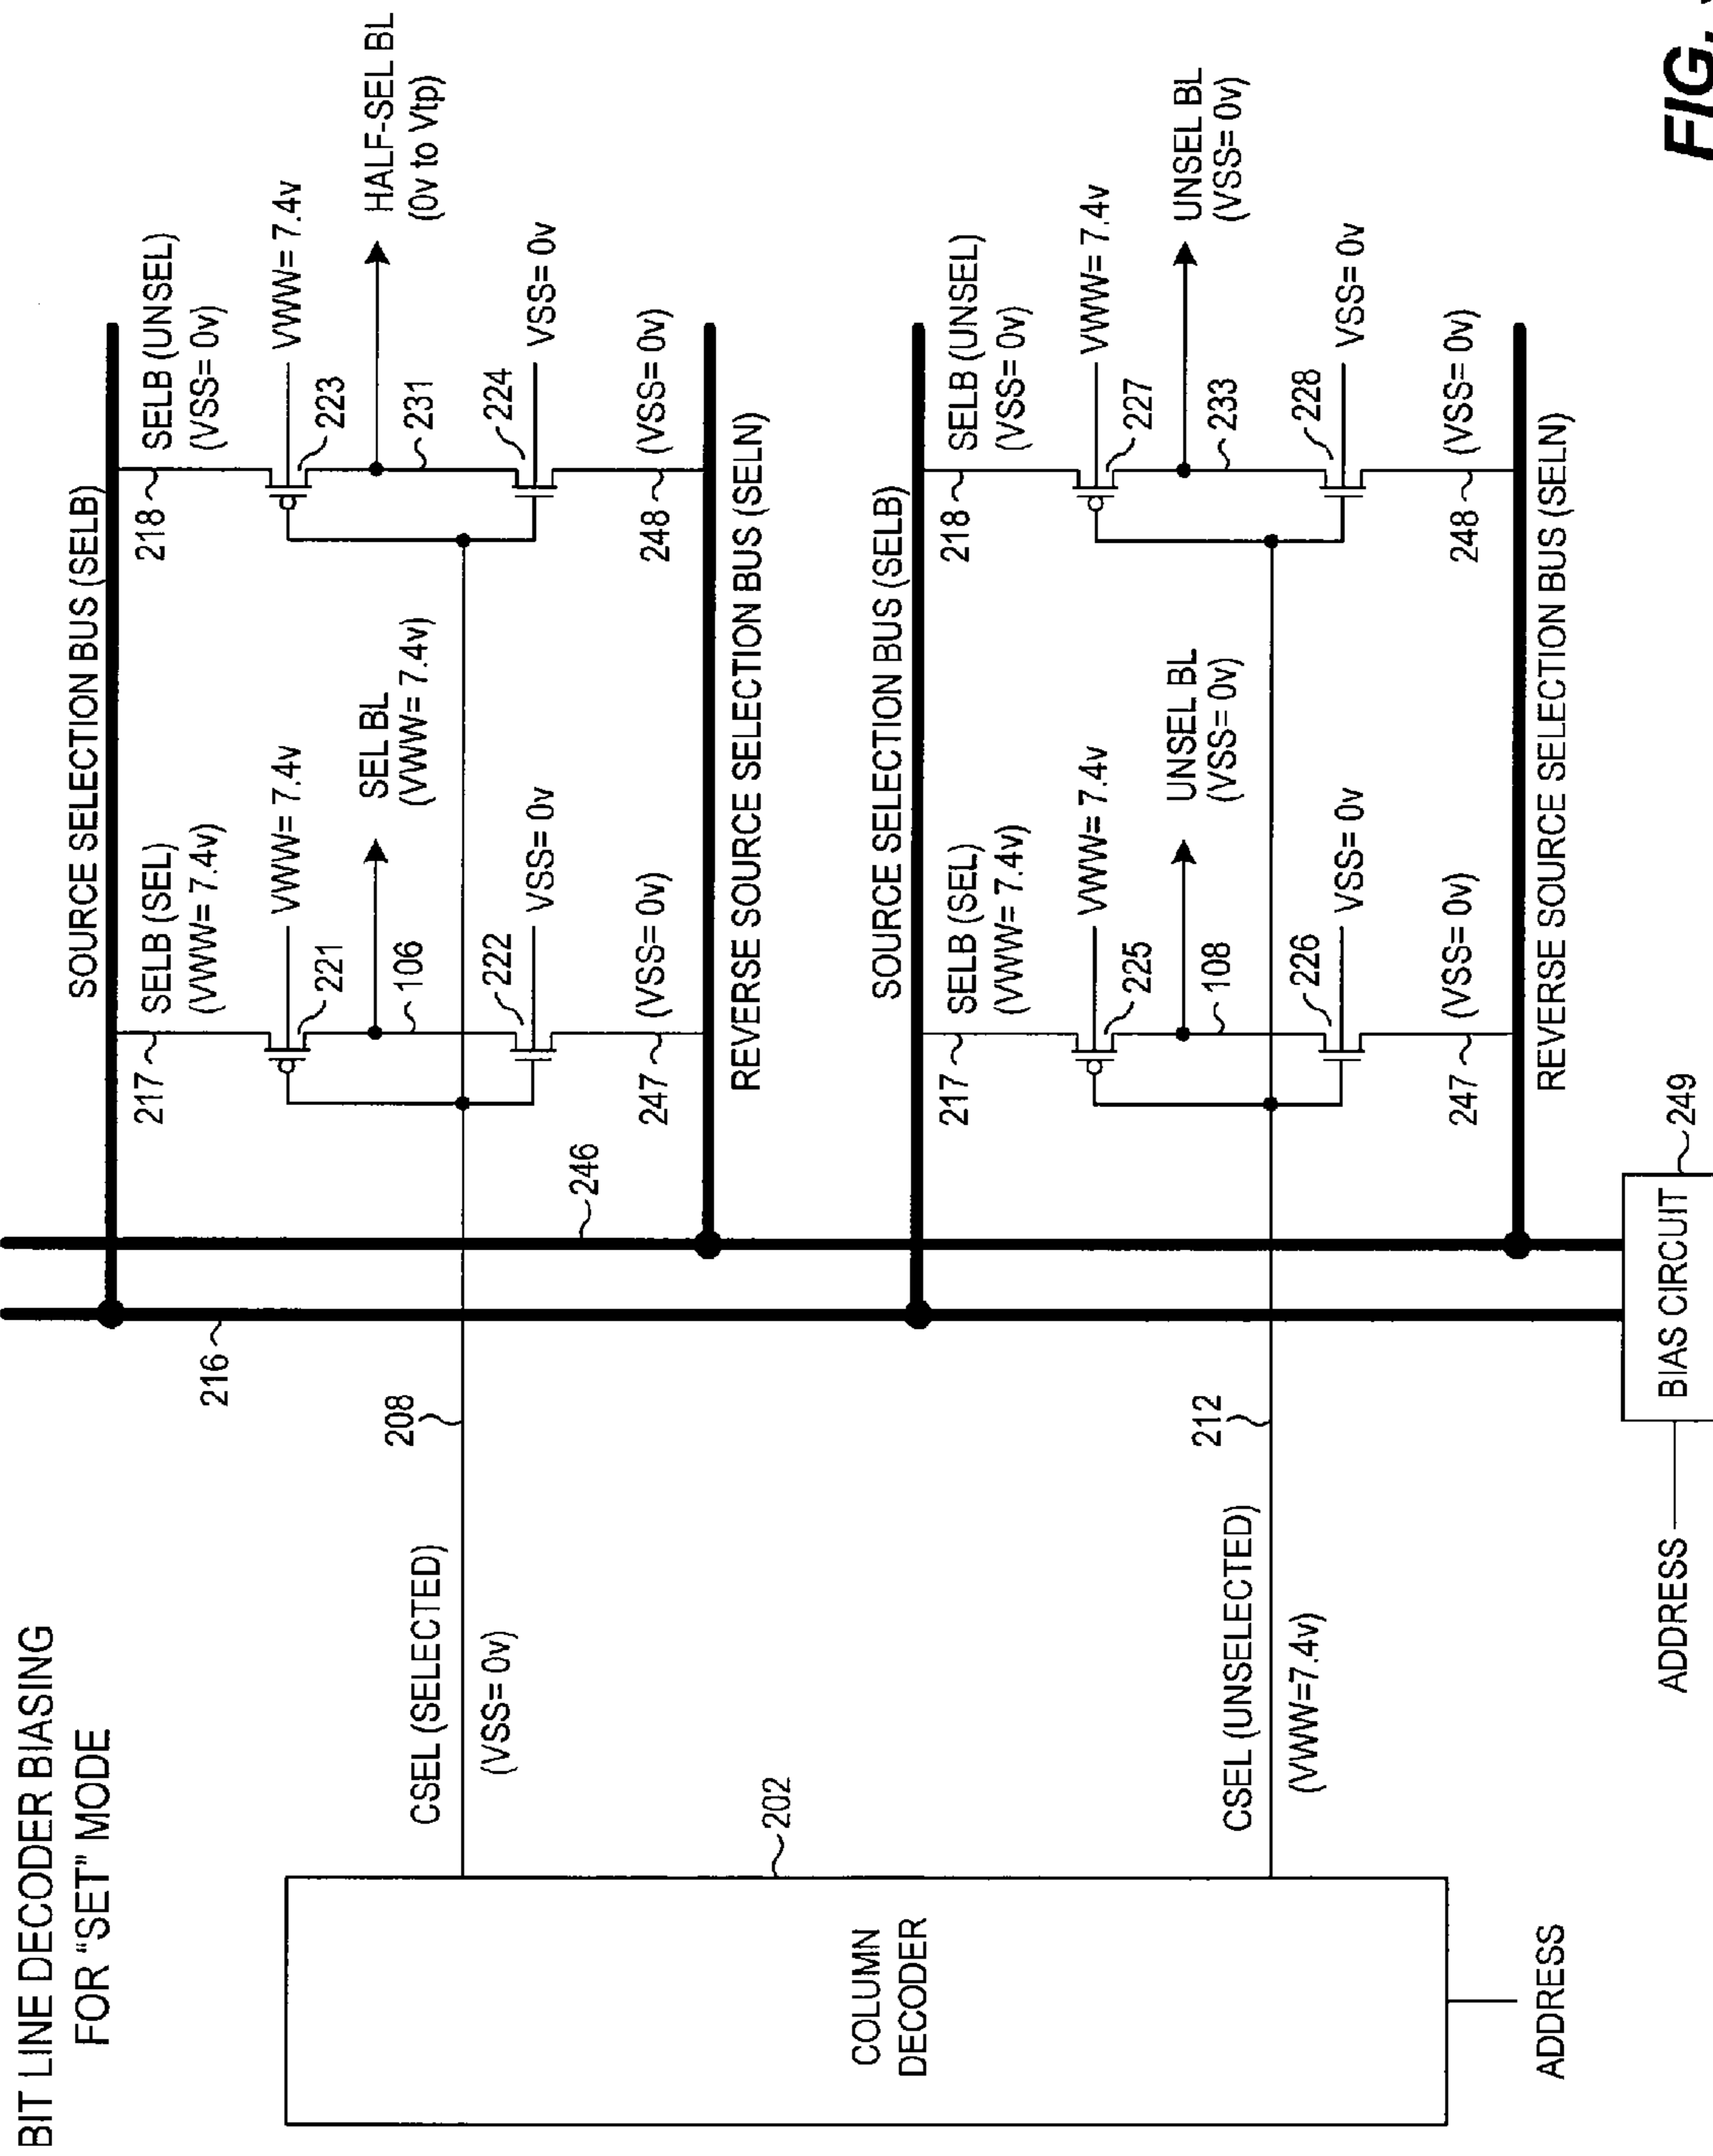 BIT LINE DECODER BIASING
FOR "SET" MODE
SOURCE SELECTION BUS (SELB)
217
SELB (SEL)
(VWW= 7.4v)
218
SELB (UNSEL)
(VSS= 0v)
VWW= 7.4v
221
VWW= 7.4v
223
SEL BL
(VWW= 7.4v)
HALF-SEL BL
(0v to Vtp)
106
231
216
208
CSEL (SELECTED)
(VSS= 0v)
222
VSS= 0v
224
VSS= 0v
246
247
(VSS= 0v)
248
(VSS= 0v)
REVERSE SOURCE SELECTION BUS (SELN)
202
COLUMN
DECODER
ADDRESS
SOURCE SELECTION BUS (SELB)
217
SELB (SEL)
(VWW= 7.4v)
218
SELB (UNSEL)
(VSS= 0v)
VWW= 7.4v
225
VWW= 7.4v
227
UNSEL BL
(VSS= 0v)
UNSEL BL
(VSS= 0v)
108
233
212
CSEL (UNSELECTED)
(VWW=7.4v)
226
VSS= 0v
228
VSS= 0v
247
(VSS= 0v)
248
(VSS= 0v)
REVERSE SOURCE SELECTION BUS (SELN)
ADDRESS
BIAS CIRCUIT
249
FIG.